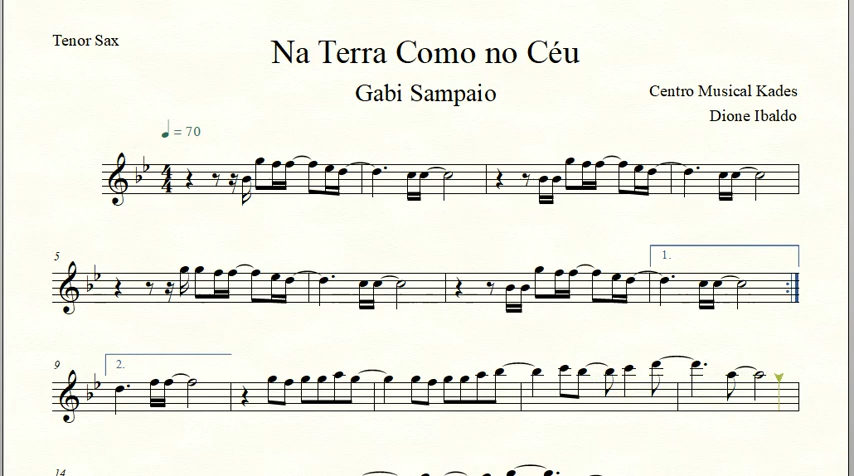 Tenor Sax
Na Terra Como no Céu
Gabi Sampaio
Centro Musical Kades
Dione Ibaldo
= 70
4
4
5
1.
9
2.
14